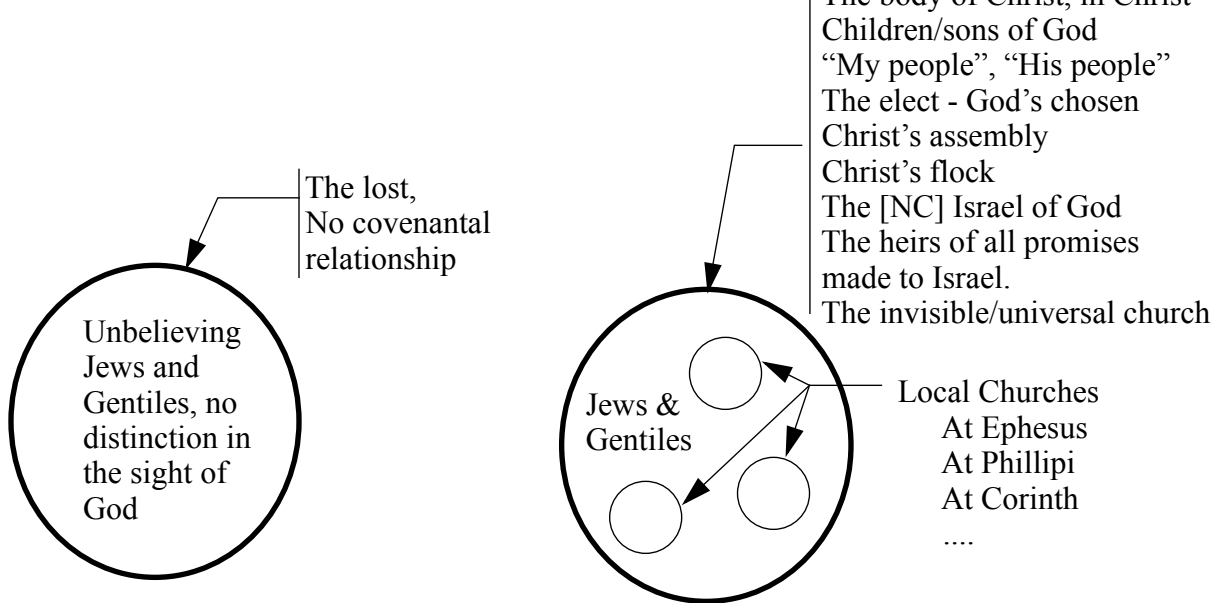 The body of Christ, in Christ
Children/sons of God
“My people”, “His people”
The elect - God’s chosen
Christ’s assembly
Christ’s flock
The [NC] Israel of God
The heirs of all promises
made to Israel.
The invisible/universal church
The lost,
No covenantal
relationship
Unbelieving
Jews and
Gentiles, no
distinction in
the sight of
God
Jews &
Gentiles
Local Churches
At Ephesus
At Phillipi
At Corinth
....